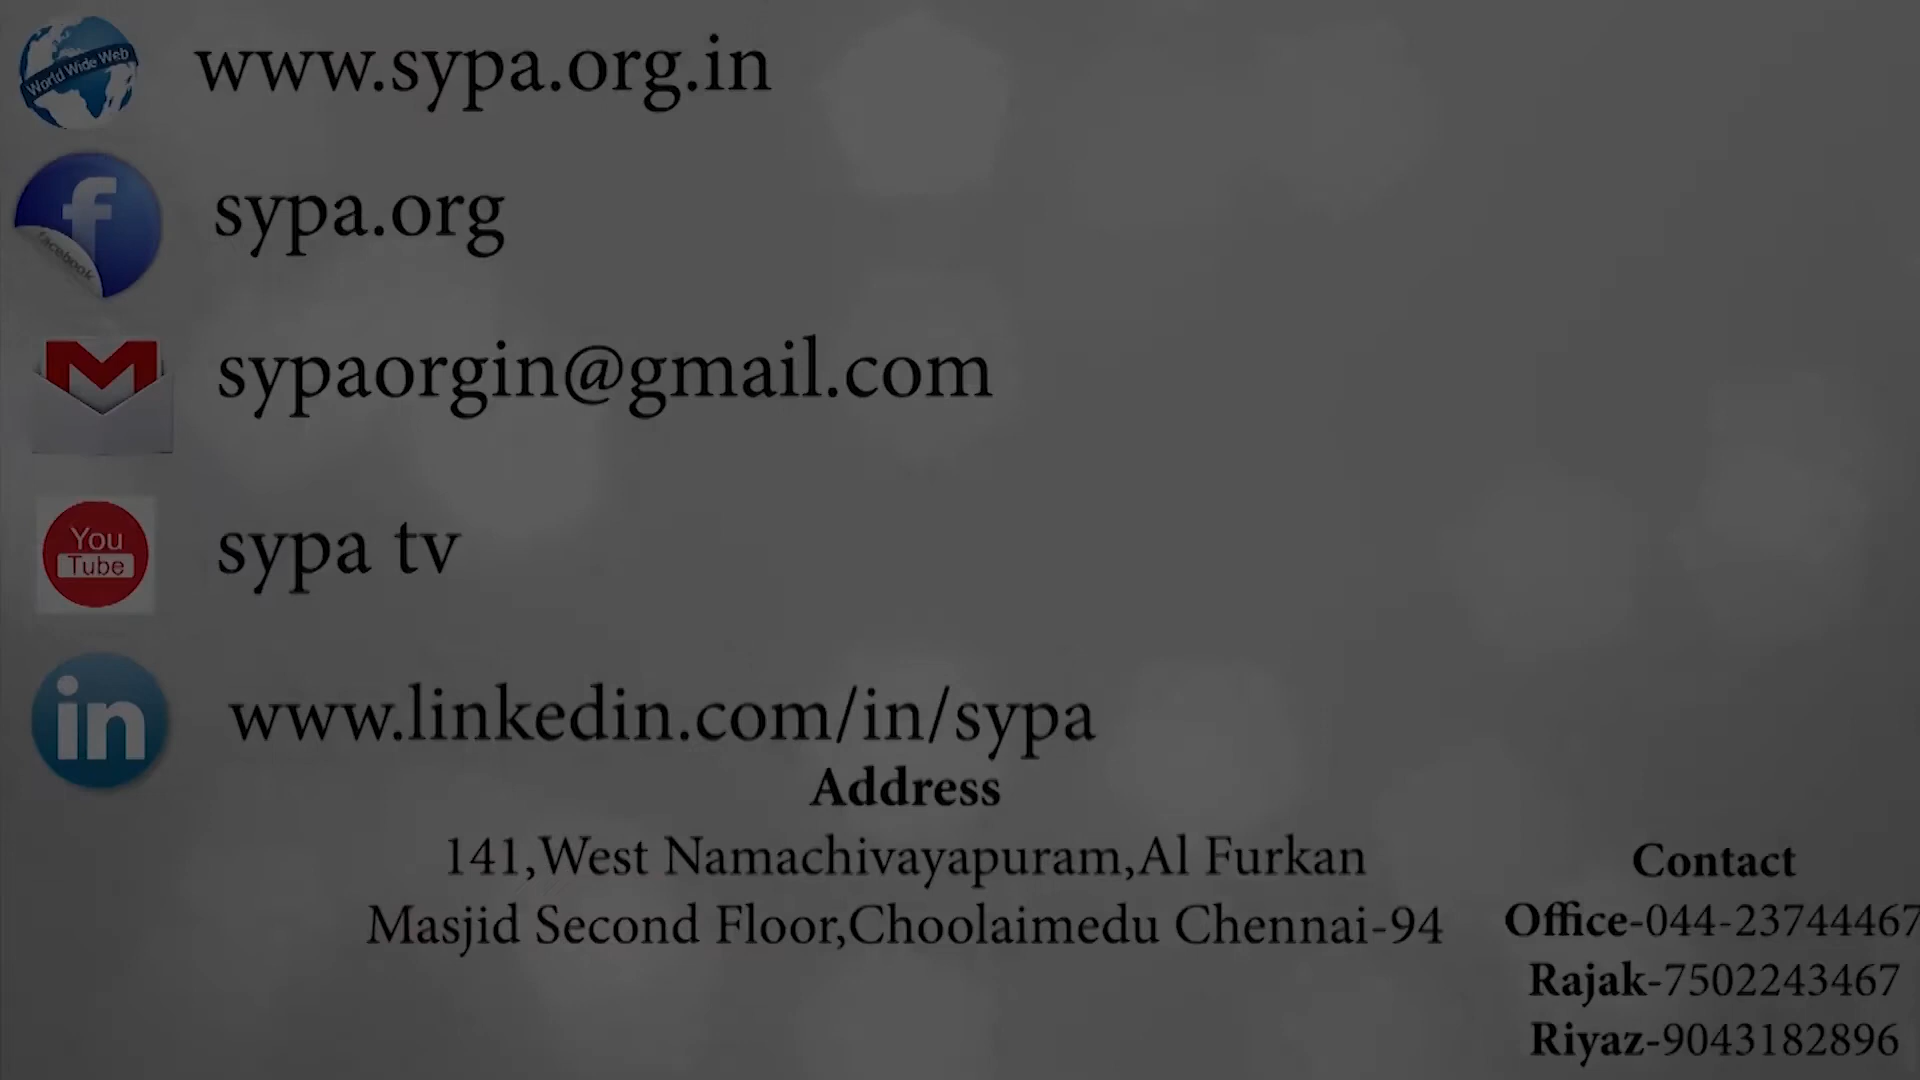 World Wide Web
www.sypa.org.in
f
facebook
sypa.org
sypaorgin@gmail.com
You
Tube
sypa tv
in
www.linkedin.com/in/sypa
Address
141,West Namachivayapuram,Al Furkan
Masjid Second Floor,Choolaimedu Chennai-94
Contact
Office-044-23744467
Rajak-7502243467
Riyaz-9043182896